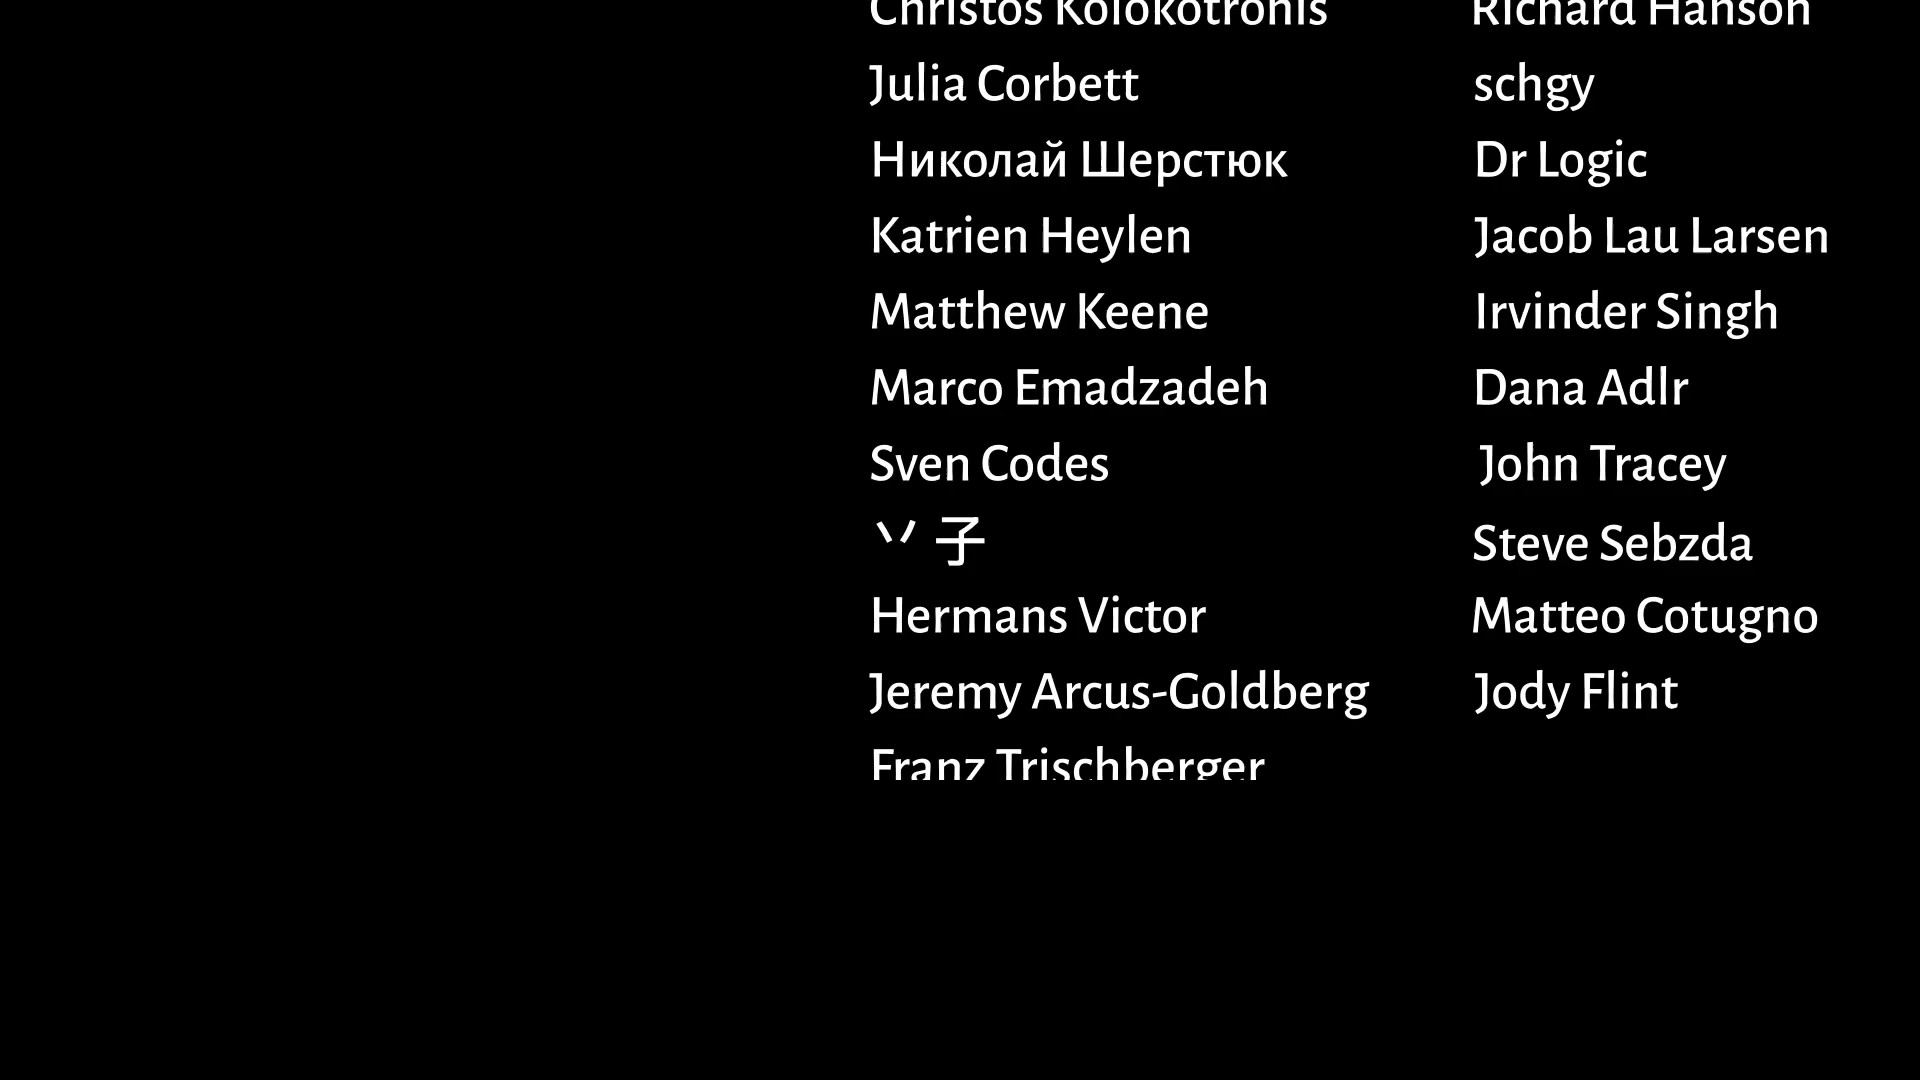 Christos Kolokotronis
Julia Corbett
Николай Шерстюк
Katrien Heylen
Matthew Keene
Marco Emadzadeh
Sven Codes
丷 子
Hermans Victor
Jeremy Arcus-Goldberg
Franz Trischberger
Richard Hanson
schgy
Dr Logic
Jacob Lau Larsen
Irvinder Singh
Dana Adlr
John Tracey
Steve Sebzda
Matteo Cotugno
Jody Flint